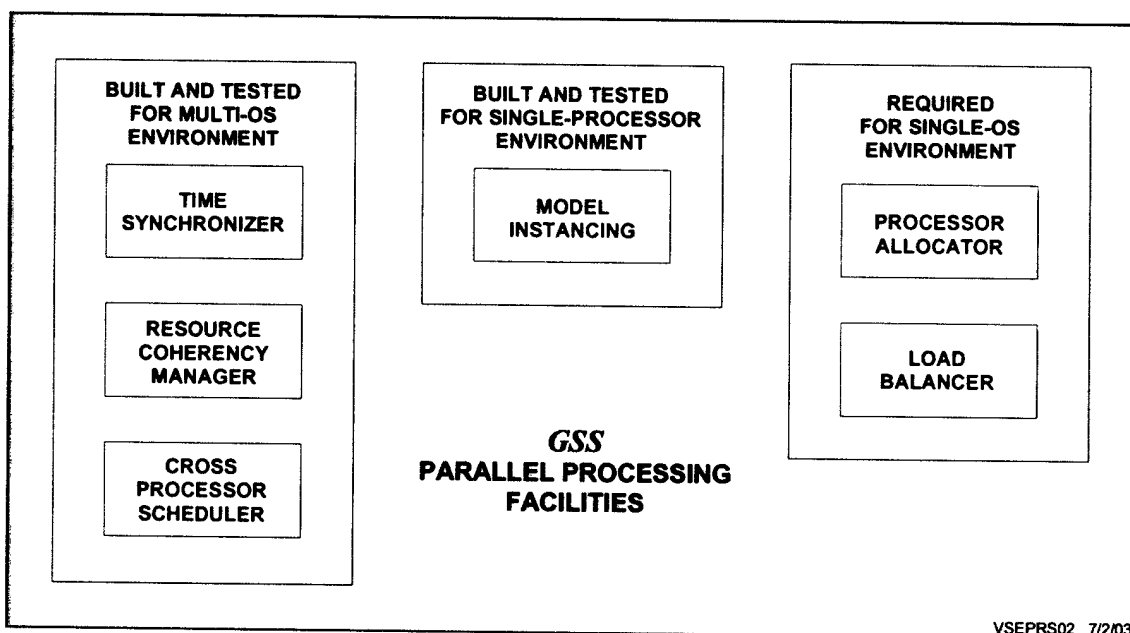 BUILT AND TESTED
FOR MULTI-OS
ENVIRONMENT
TIME
SYNCHRONIZER
RESOURCE
COHERENCY
MANAGER
CROSS
PROCESSOR
SCHEDULER
BUILT AND TESTED
FOR SINGLE-PROCESSOR
ENVIRONMENT
MODEL
INSTANCING
REQUIRED
FOR SINGLE-OS
ENVIRONMENT
PROCESSOR
ALLOCATOR
LOAD
BALANCER
GSS
PARALLEL PROCESSING
FACILITIES
VSEPRS02 7/2/03